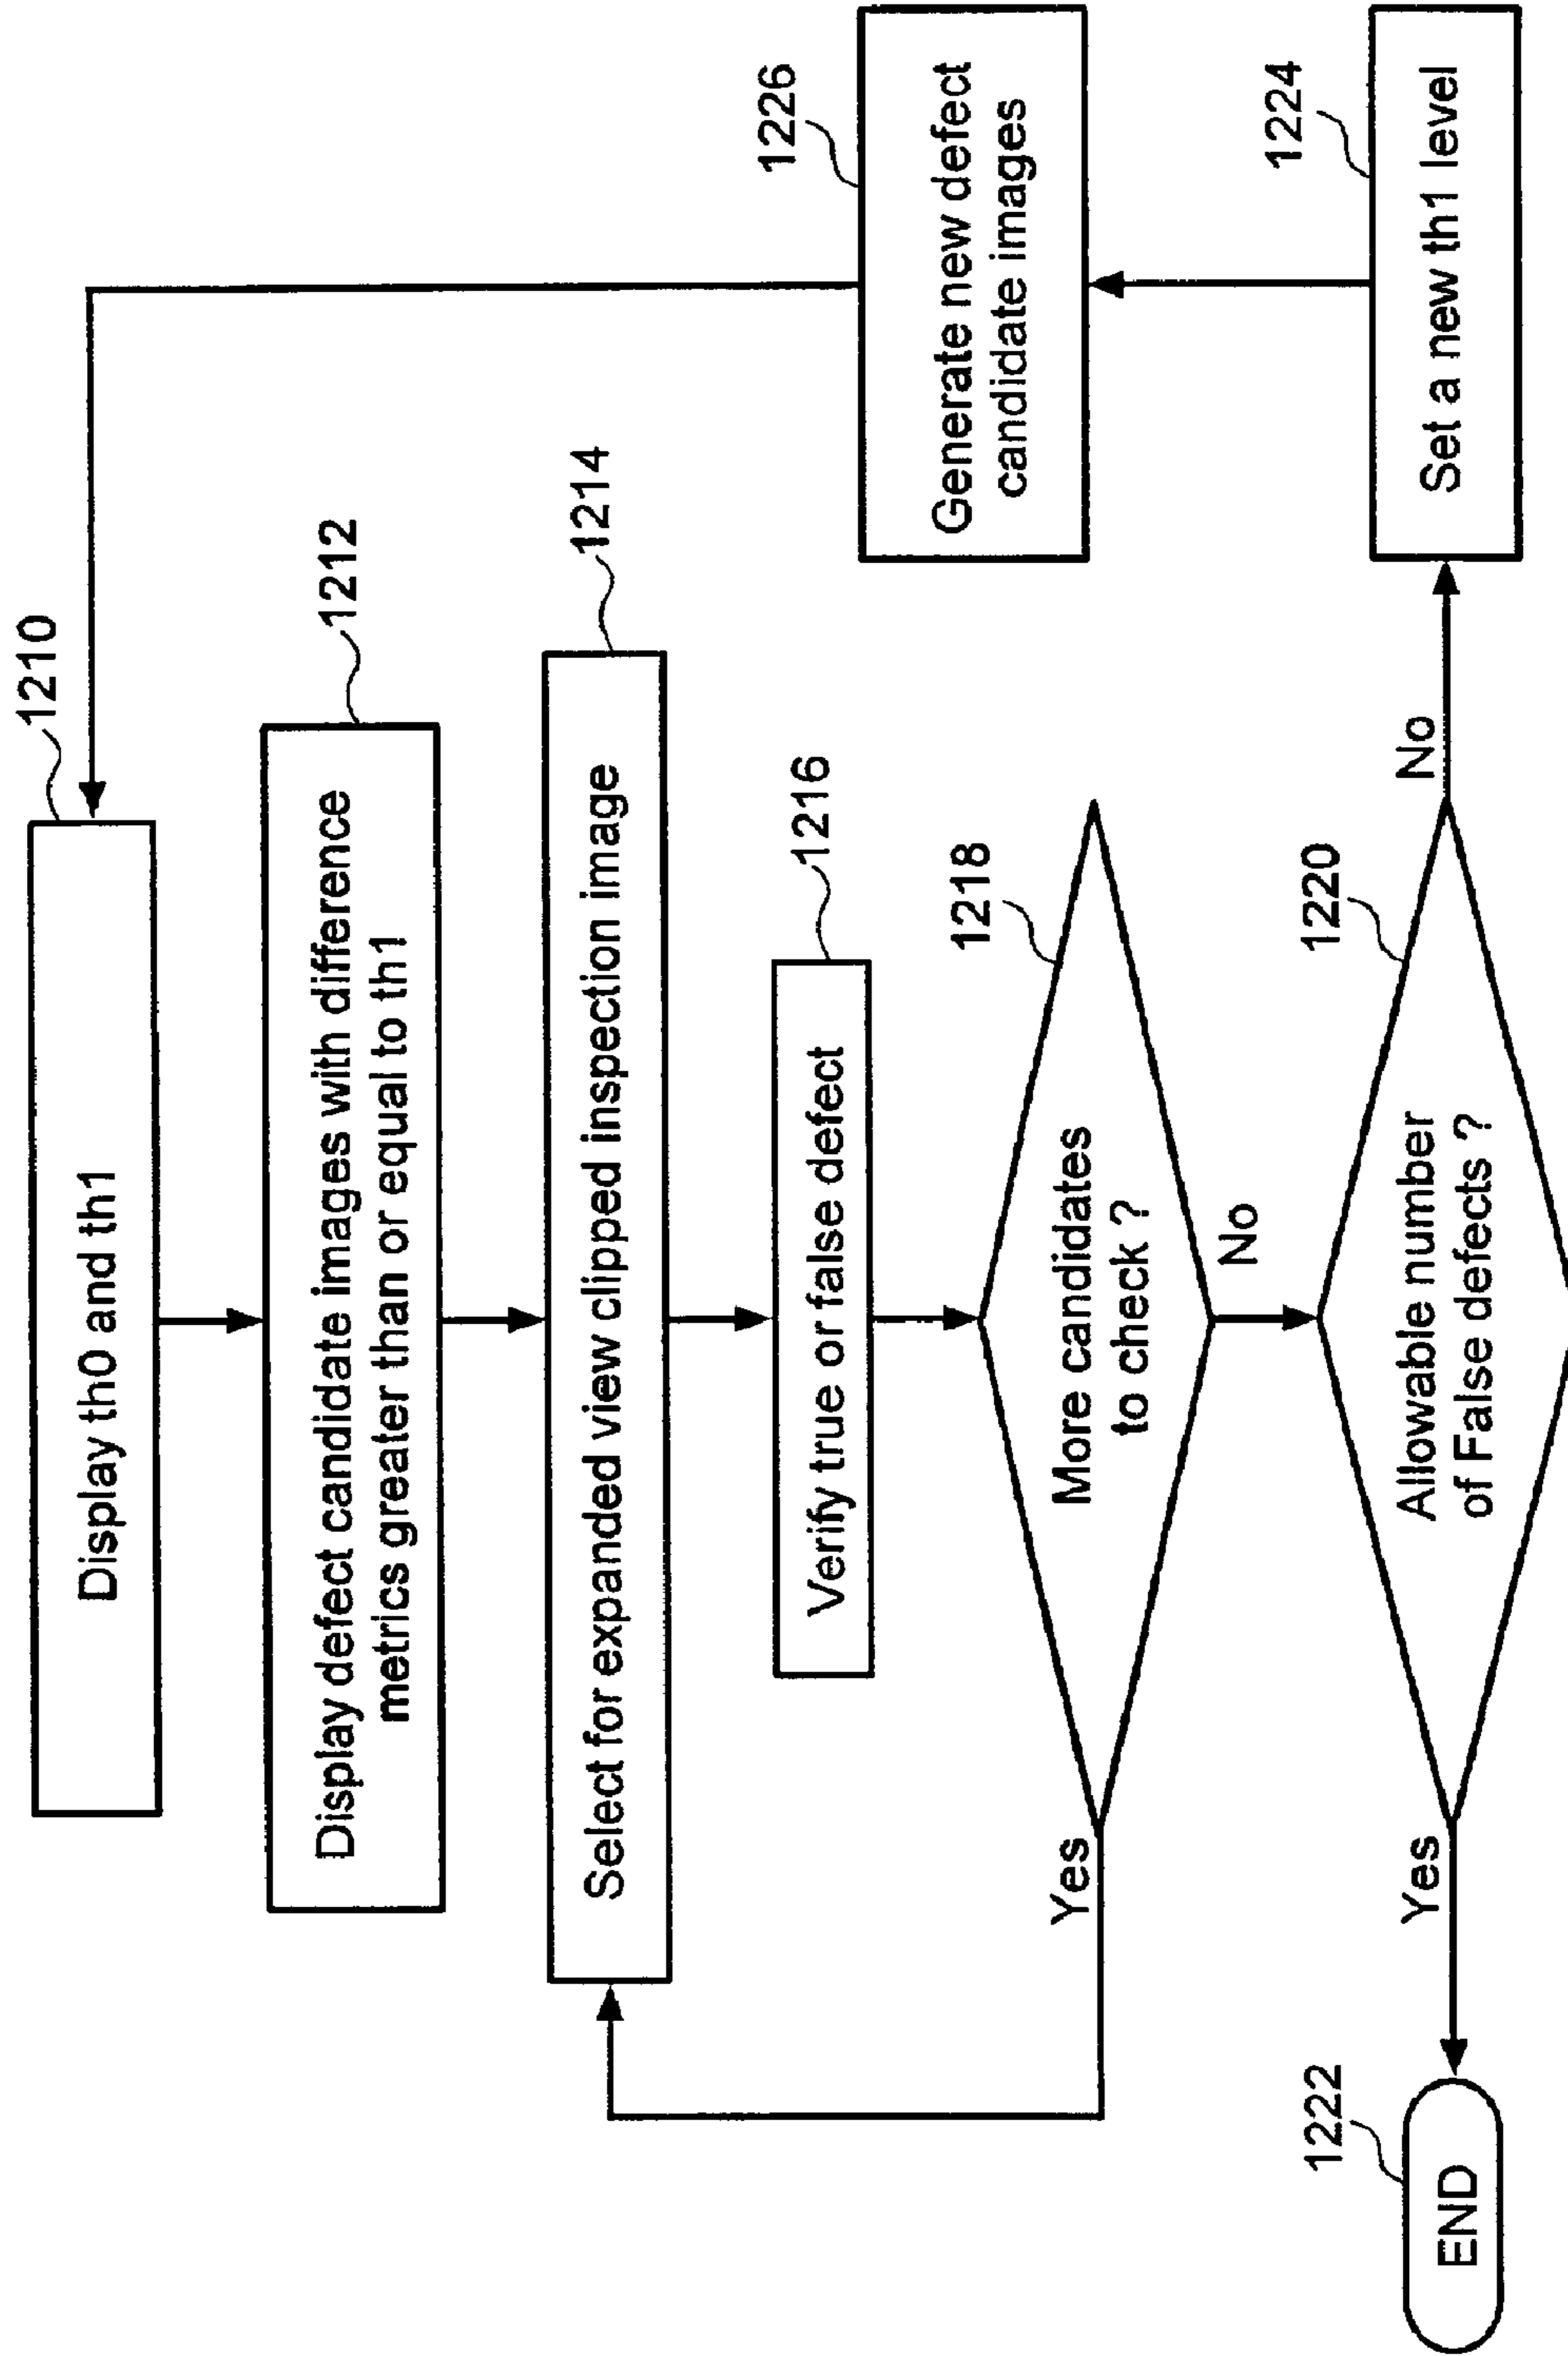 1210
Display th0 and th1
1212
Display defect candidate images with difference
metrics greater than or equal to th1
1214
Select for expanded view clipped inspection image
1216
Verify true or false defect
1218
More candidates
to check ?
Yes
No
1220
Allowable number
of False defects ?
Yes
No
1222
END
1224
Set a new th1 level
1226
Generate new defect
candidate images